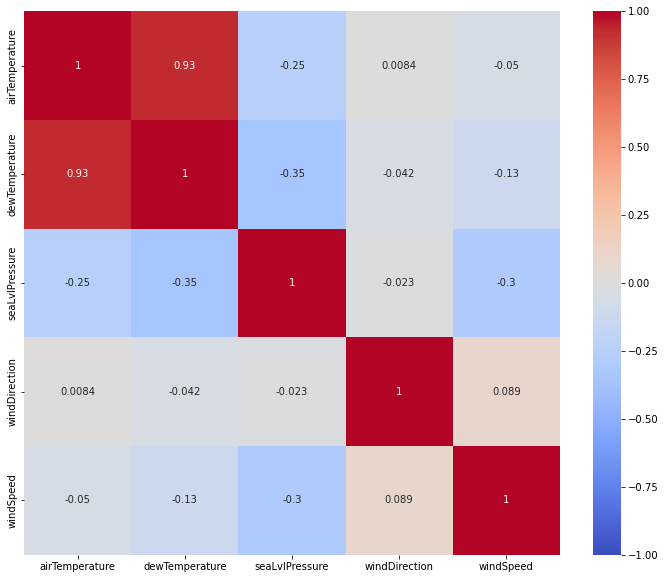 airTemperature 1 0.93 -0.25 0.0084 -0.05
dewTemperature 0.93 1 -0.35 -0.042 -0.13
seaLvlPressure -0.25 -0.35 1 -0.023 -0.3
windDirection 0.0084 -0.042 -0.023 1 0.089
windSpeed -0.05 -0.13 -0.3 0.089 1
airTemperature dewTemperature seaLvlPressure windDirection windSpeed
1.00
0.75
0.50
0.25
0.00
−0.25
−0.50
−0.75
−1.00